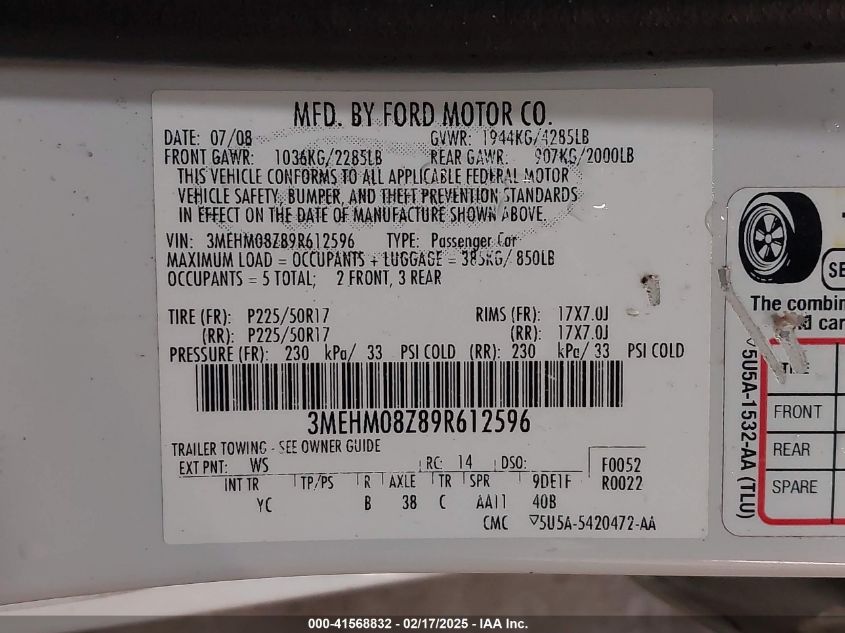 MFD. BY FORD MOTOR CO.
DATE: 07/08 GVWR: 1944KG/4285LB
FRONT GAWR: 1036KG/2285LB REAR GAWR: 907KG/2000LB
THIS VEHICLE CONFORMS TO ALL APPLICABLE FEDERAL MOTOR
VEHICLE SAFETY, BUMPER, AND THEFT PREVENTION STANDARDS
IN EFFECT ON THE DATE OF MANUFACTURE SHOWN ABOVE.
VIN: 3MEHM08Z89R612596 TYPE: Passenger Car
MAXIMUM LOAD = OCCUPANTS + LUGGAGE = 385KG/ 850LB
OCCUPANTS = 5 TOTAL; 2 FRONT, 3 REAR
TIRE (FR): P225/50R17 RIMS (FR): 17X7.0J
(RR): P225/50R17 (RR): 17X7.0J
PRESSURE (FR): 230 kPa/ 33 PSI COLD (RR): 230 kPa/ 33 PSI COLD
3MEHM08Z89R612596
TRAILER TOWING - SEE OWNER GUIDE
EXT PNT: WS RC: 14 DSO: F0052
INT TR TP/PS R AXLE TR SPR 9DE1F R0022
YC B 38 C AA11 40B
CMC ▽5U5A-5420472-AA
The combin
car
FRONT
REAR
SPARE
▽5U5A-1532-AA (TLU)
000-41568832 - 02/17/2025 - IAA Inc.